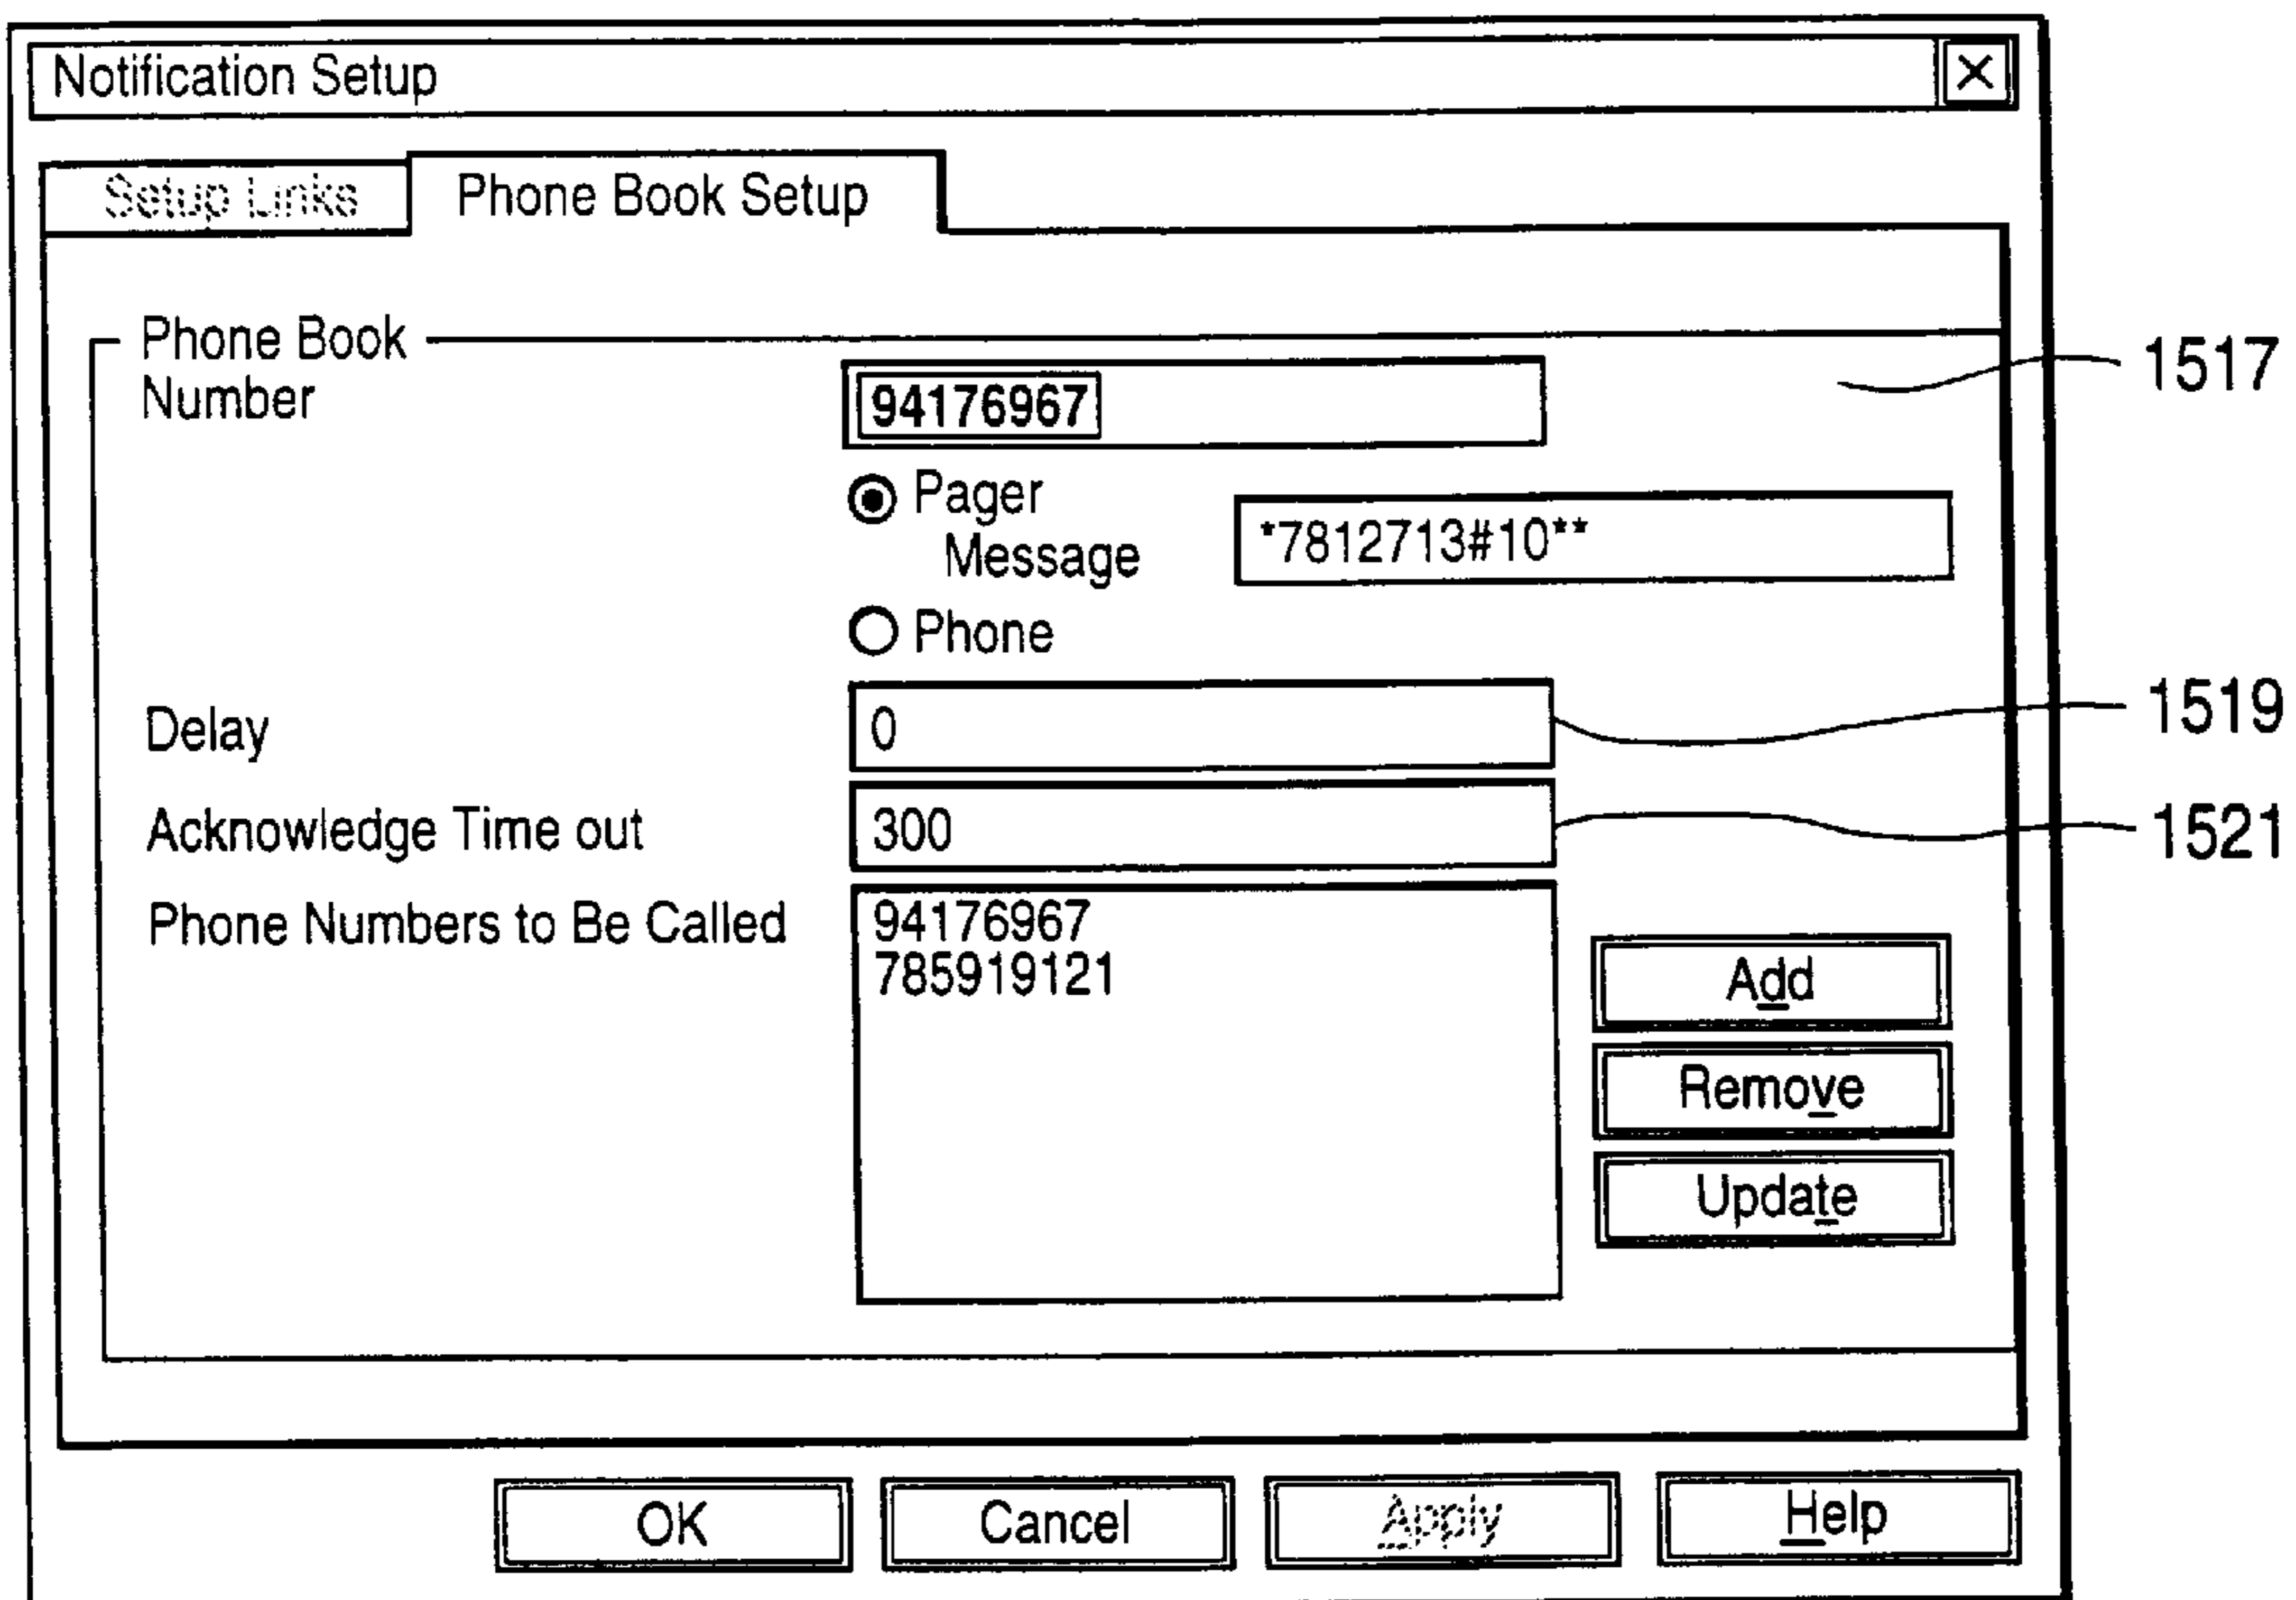 Notification Setup
Setup Links
Phone Book Setup
Phone Book
Number
94176967
1517
Pager
Message
*7812713#10**
Phone
Delay
0
1519
Acknowledge Time out
300
1521
Phone Numbers to Be Called
94176967
785919121
Add
Remove
Update
OK
Cancel
Apply
Help